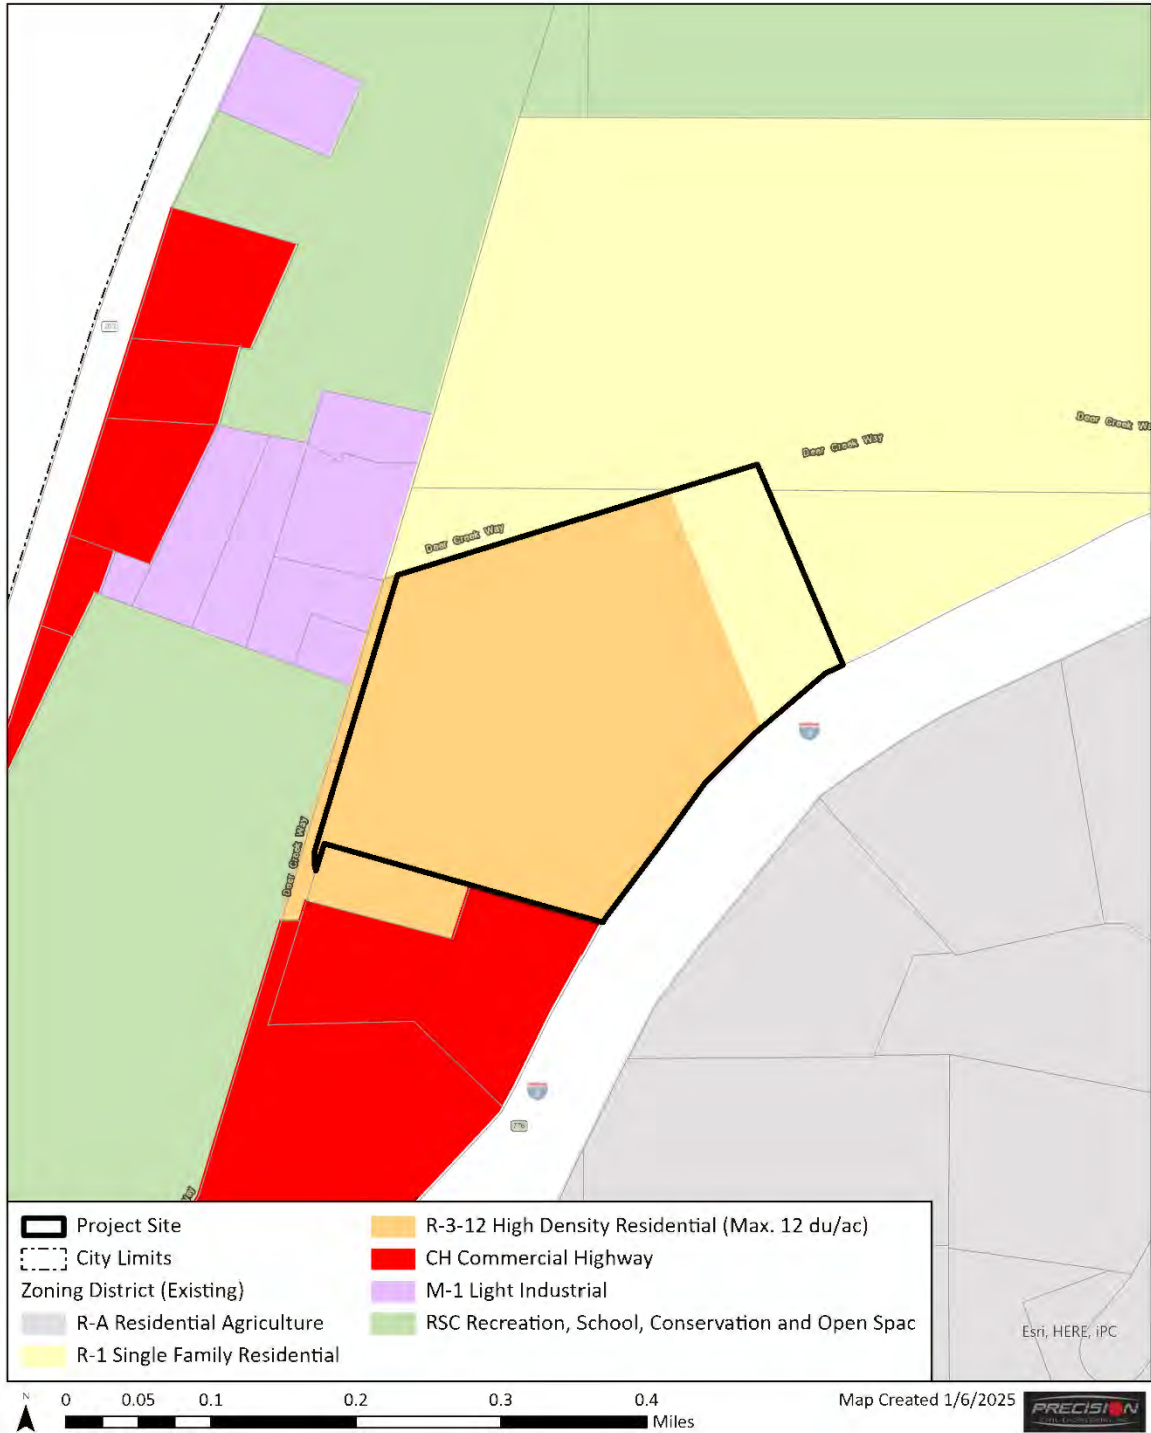 Deer Creek Way
Deer Creek Wa
Deer Creek Way
Deer Creek Way
Project Site
City Limits
Zoning District (Existing)
R-A Residential Agriculture
R-1 Single Family Residential
R-3-12 High Density Residential (Max. 12 du/ac)
CH Commercial Highway
M-1 Light Industrial
RSC Recreation, School, Conservation and Open Spac
Esri, HERE, iPC
N
0 0.05 0.1 0.2 0.3 0.4
Miles
Map Created 1/6/2025
PRECISION